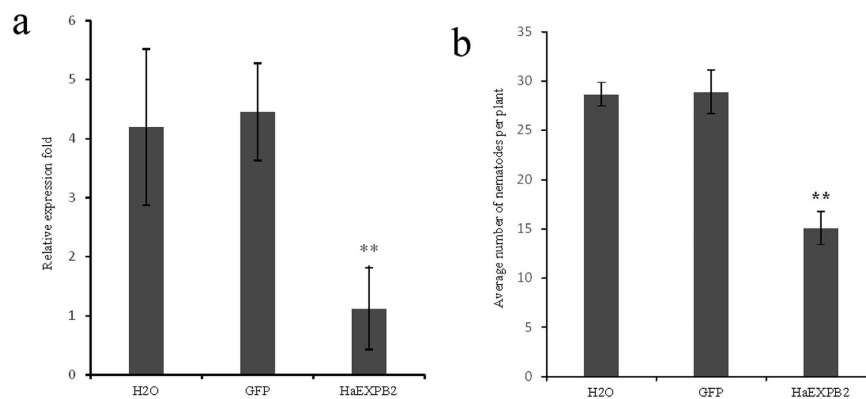 a
Relative expression fold
6
5
4
3
2
1
0
**
H2O GFP HaEXPB2
b
Average number of nematodes per plant
35
30
25
20
15
10
5
0
**
H2O GFP HaEXPB2